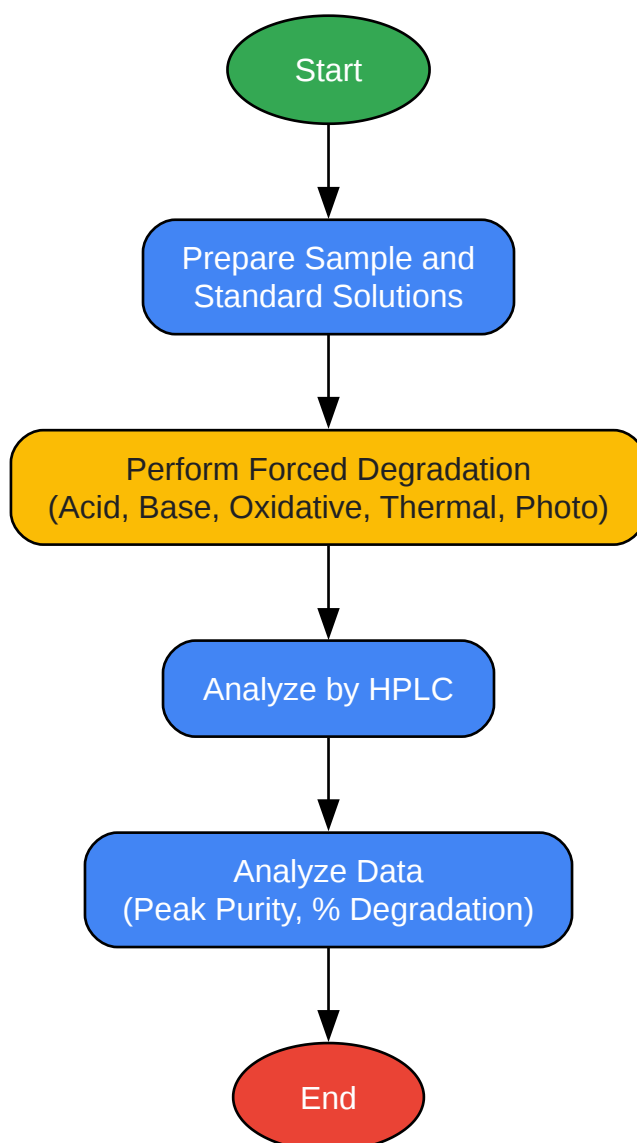 Start
Prepare Sample and
Standard Solutions
Perform Forced Degradation
(Acid, Base, Oxidative, Thermal, Photo)
Analyze by HPLC
Analyze Data
(Peak Purity, % Degradation)
End